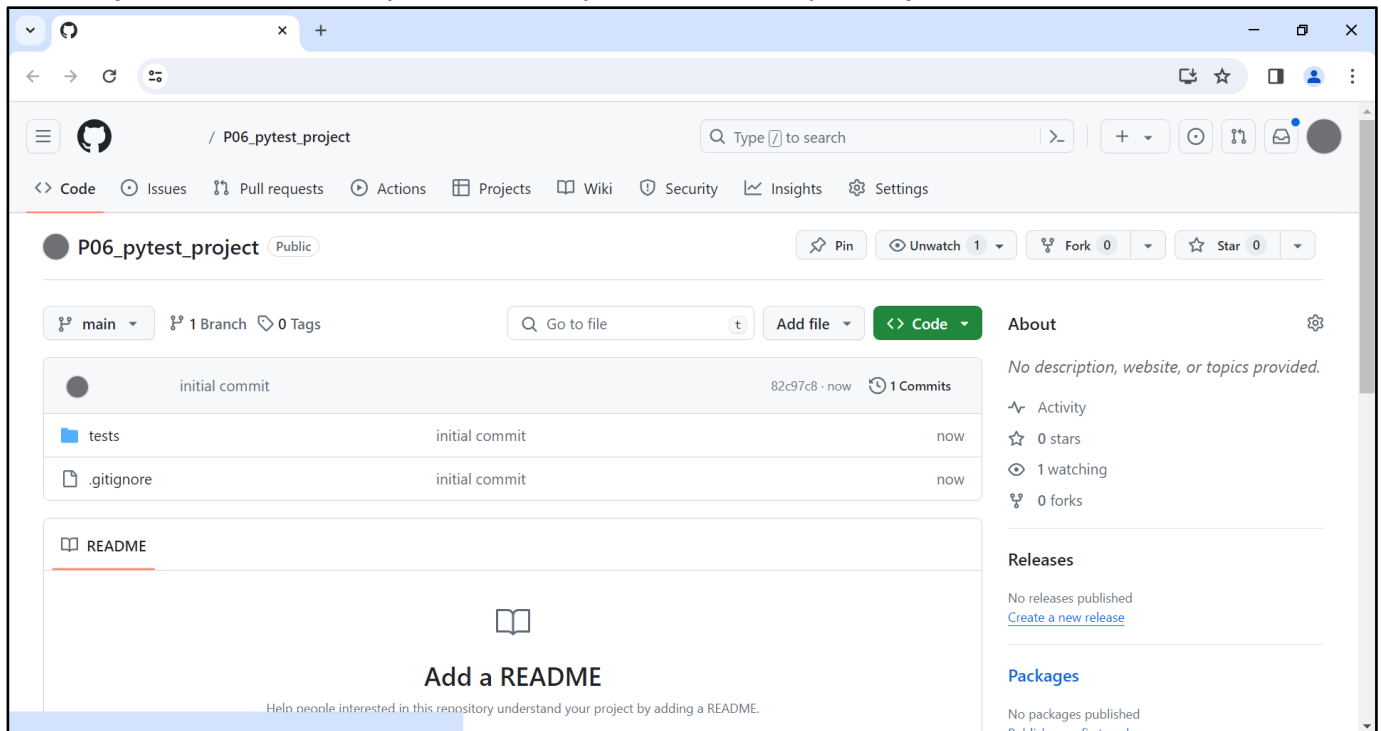 / P06_pytest_project
Type / to search
Code Issues Pull requests Actions Projects Wiki Security Insights Settings
P06_pytest_project Public
Pin Unwatch 1 Fork 0 Star 0
main 1 Branch 0 Tags Go to file t Add file <> Code
initial commit 82c97c8 · now 1 Commits
tests initial commit now
.gitignore initial commit now
README
Add a README
Help people interested in this repository understand your project by adding a README.
About
No description, website, or topics provided.
Activity
0 stars
1 watching
0 forks
Releases
No releases published
Create a new release
Packages
No packages published